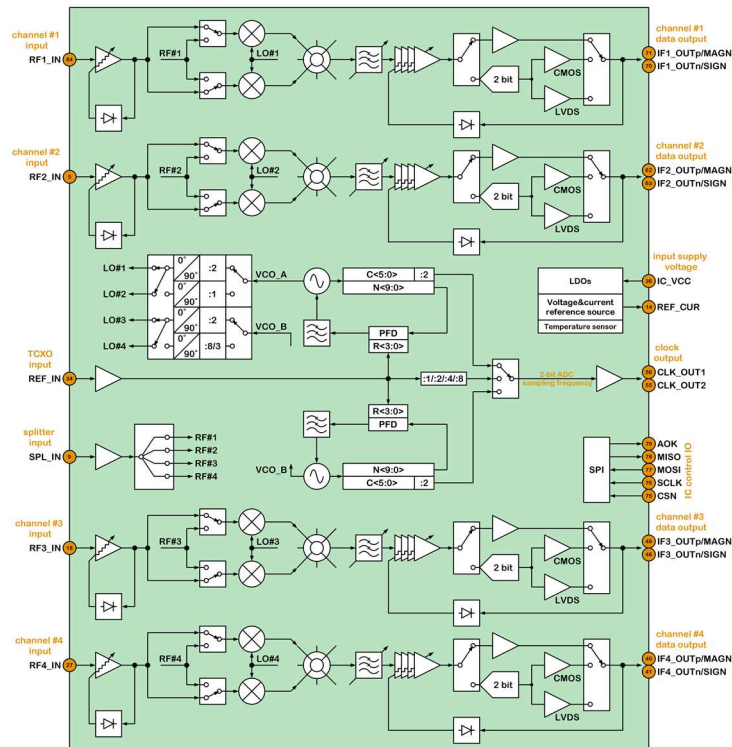 channel #1
input
RF1_IN
84
RF#1
LO#1
2 bit
CMOS
LVDS
channel #1
data output
71
IF1_OUTp/MAGN
70
IF1_OUTn/SIGN
channel #2
input
RF2_IN
5
RF#2
LO#2
2 bit
CMOS
LVDS
channel #2
data output
62
IF2_OUTp/MAGN
63
IF2_OUTn/SIGN
LO#1
LO#2
LO#3
LO#4
0°
90°
:2
0°
90°
:1
0°
90°
:2
0°
90°
:8/3
VCO_A
VCO_B
C<5:0>
:2
N<9:0>
PFD
R<3:0>
LDOs
Voltage&current
reference source
Temperature sensor
input supply
voltage
36
IC_VCC
14
REF_CUR
TCXO
input
REF_IN
34
:1/:2/:4/:8
2-bit ADC
sampling frequency
clock
output
56
CLK_OUT1
55
CLK_OUT2
splitter
input
SPL_IN
9
RF#1
RF#2
RF#3
RF#4
VCO_B
R<3:0>
PFD
N<9:0>
C<5:0>
:2
SPI
79
AOK
78
MISO
77
MOSI
76
SCLK
75
CSN
IC control IO
channel #3
input
RF3_IN
18
RF#3
LO#3
2 bit
CMOS
LVDS
channel #3
data output
49
IF3_OUTp/MAGN
48
IF3_OUTn/SIGN
channel #4
input
RF4_IN
27
RF#4
LO#4
2 bit
CMOS
LVDS
channel #4
data output
40
IF4_OUTp/MAGN
41
IF4_OUTn/SIGN